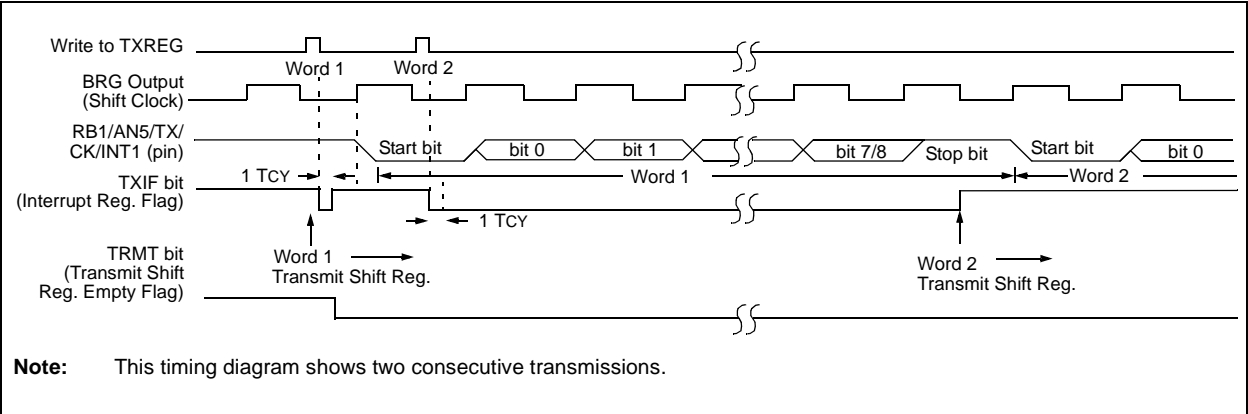 Write to TXREG
Word 1
Word 2
BRG Output
(Shift Clock)
RB1/AN5/TX/
CK/INT1 (pin)
Start bit
bit 0
bit 1
bit 7/8
Stop bit
Start bit
bit 0
1 TCY
Word 1
Word 2
TXIF bit
(Interrupt Reg. Flag)
1 TCY
Word 1
Transmit Shift Reg.
Word 2
Transmit Shift Reg.
TRMT bit
(Transmit Shift
Reg. Empty Flag)
Note: This timing diagram shows two consecutive transmissions.